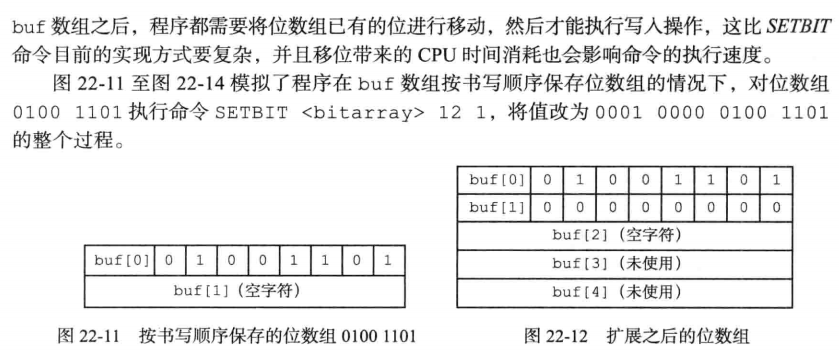 buf 数组之后，程序都需要将位数组已有的位进行移动，然后才能执行写入操作，这比 SETBIT
命令目前的实现方式要复杂，并且移位带来的 CPU 时间消耗也会影响命令的执行速度。
图 22-11 至图 22-14 模拟了程序在 buf 数组按书写顺序保存位数组的情况下，对位数组
0100 1101 执行命令 SETBIT <bitarray> 12 1，将值改为 0001 0000 0100 1101
的整个过程。
buf[0] 0 1 0 0 1 1 0 1
buf[1]（空字符）
图 22-11 按书写顺序保存的位数组 0100 1101
buf[0] 0 1 0 0 1 1 0 1
buf[1] 0 0 0 0 0 0 0 0
buf[2]（空字符）
buf[3]（未使用）
buf[4]（未使用）
图 22-12 扩展之后的位数组